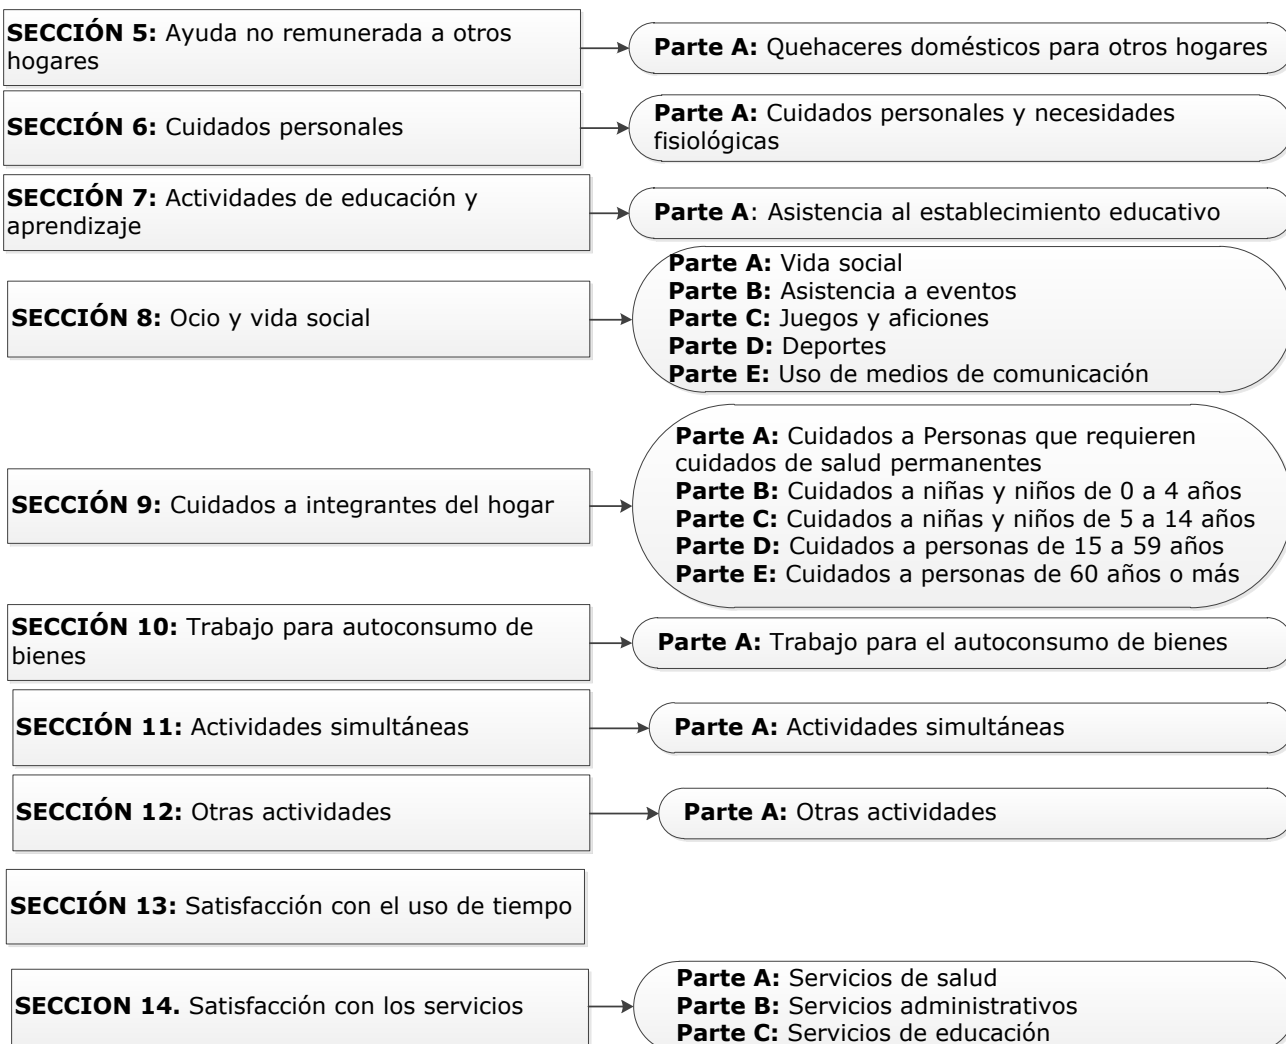 SECCIÓN 5: Ayuda no remunerada a otros
hogares
Parte A: Quehaceres domésticos para otros hogares
SECCIÓN 6: Cuidados personales
Parte A: Cuidados personales y necesidades
fisiológicas
SECCIÓN 7: Actividades de educación y
aprendizaje
Parte A: Asistencia al establecimiento educativo
SECCIÓN 8: Ocio y vida social
Parte A: Vida social
Parte B: Asistencia a eventos
Parte C: Juegos y aficiones
Parte D: Deportes
Parte E: Uso de medios de comunicación
SECCIÓN 9: Cuidados a integrantes del hogar
Parte A: Cuidados a Personas que requieren
cuidados de salud permanentes
Parte B: Cuidados a niñas y niños de 0 a 4 años
Parte C: Cuidados a niñas y niños de 5 a 14 años
Parte D: Cuidados a personas de 15 a 59 años
Parte E: Cuidados a personas de 60 años o más
SECCIÓN 10: Trabajo para autoconsumo de
bienes
Parte A: Trabajo para el autoconsumo de bienes
SECCIÓN 11: Actividades simultáneas
Parte A: Actividades simultáneas
SECCIÓN 12: Otras actividades
Parte A: Otras actividades
SECCIÓN 13: Satisfacción con el uso de tiempo
SECCION 14. Satisfacción con los servicios
Parte A: Servicios de salud
Parte B: Servicios administrativos
Parte C: Servicios de educación